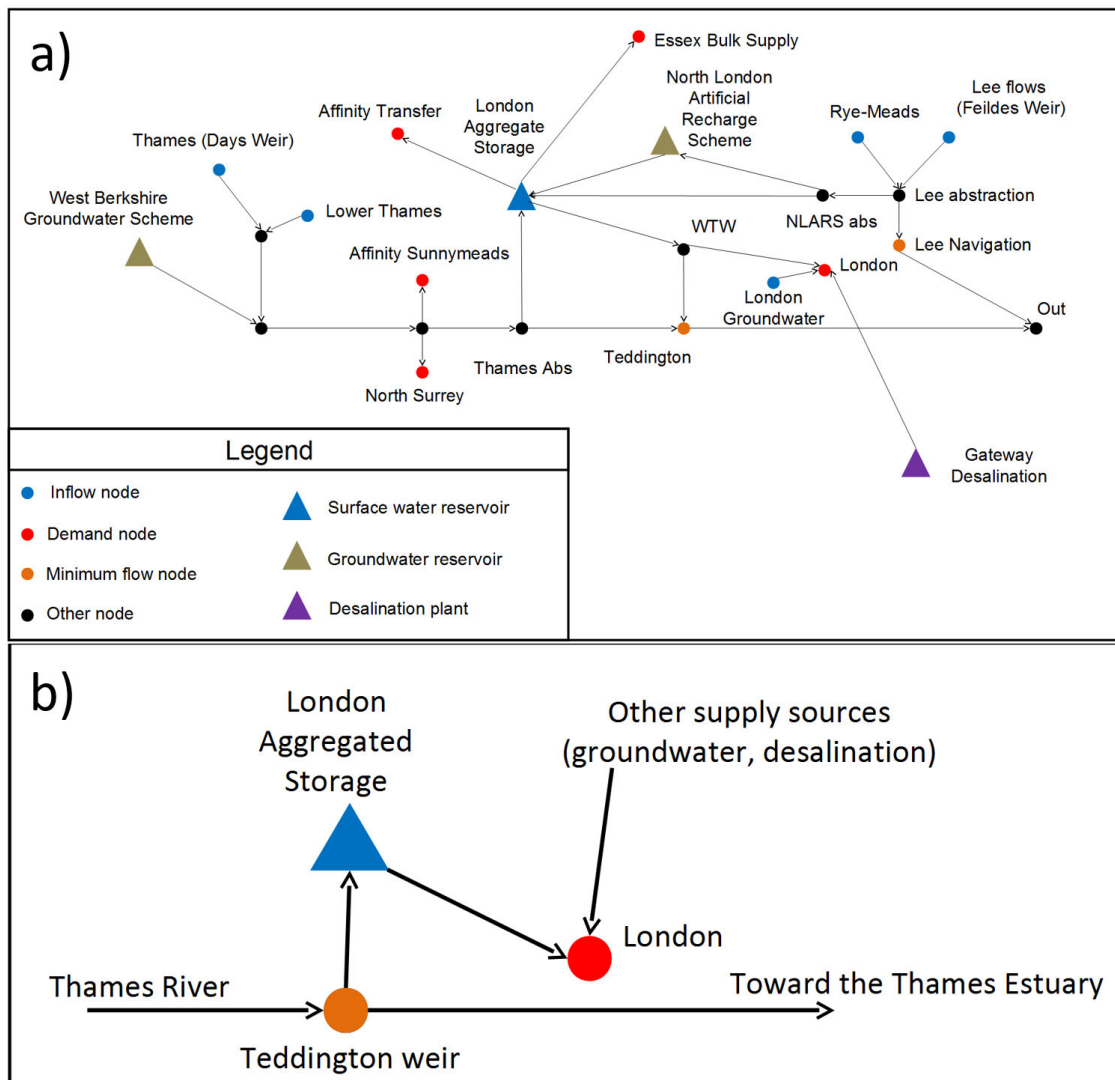 a)
Essex Bulk Supply
North London
Artificial
Recharge
Scheme
Lee flows
(Feildes Weir)
Rye-Meads
Affinity Transfer
London
Aggregate
Storage
Thames (Days Weir)
West Berkshire
Groundwater Scheme
Lower Thames
Lee abstraction
NLARS abs
WTW
Lee Navigation
Affinity Sunnymeads
London
London
Groundwater
Out
Teddington
Thames Abs
North Surrey
Gateway
Desalination
Legend
Inflow node
Demand node
Minimum flow node
Other node
Surface water reservoir
Groundwater reservoir
Desalination plant
b)
London
Aggregated
Storage
Other supply sources
(groundwater, desalination)
London
Thames River
Toward the Thames Estuary
Teddington weir